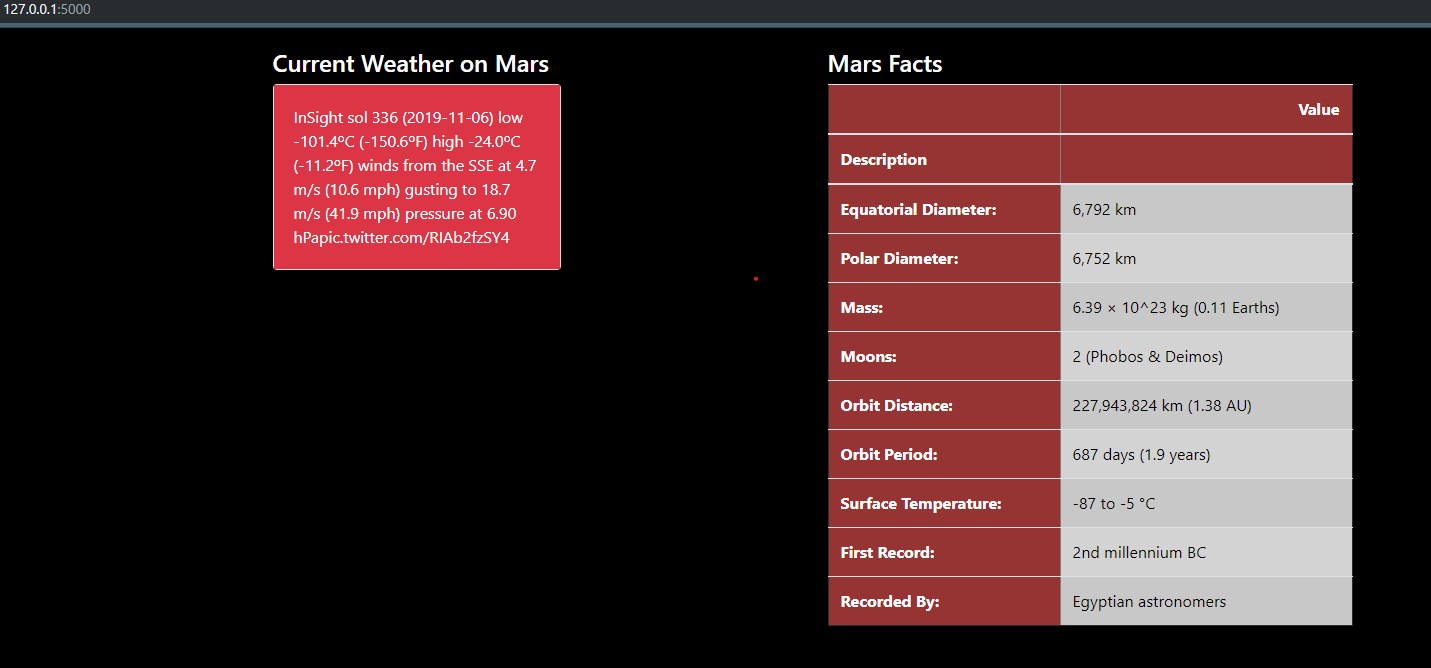 127.0.0.1:5000
Current Weather on Mars
InSight sol 336 (2019-11-06) low
-101.4ºC (-150.6ºF) high -24.0ºC
(-11.2ºF) winds from the SSE at 4.7
m/s (10.6 mph) gusting to 18.7
m/s (41.9 mph) pressure at 6.90
hPapic.twitter.com/RIAb2fzSY4
Mars Facts
Value
Description
Equatorial Diameter: 6,792 km
Polar Diameter: 6,752 km
Mass: 6.39 × 10^23 kg (0.11 Earths)
Moons: 2 (Phobos & Deimos)
Orbit Distance: 227,943,824 km (1.38 AU)
Orbit Period: 687 days (1.9 years)
Surface Temperature: -87 to -5 °C
First Record: 2nd millennium BC
Recorded By: Egyptian astronomers